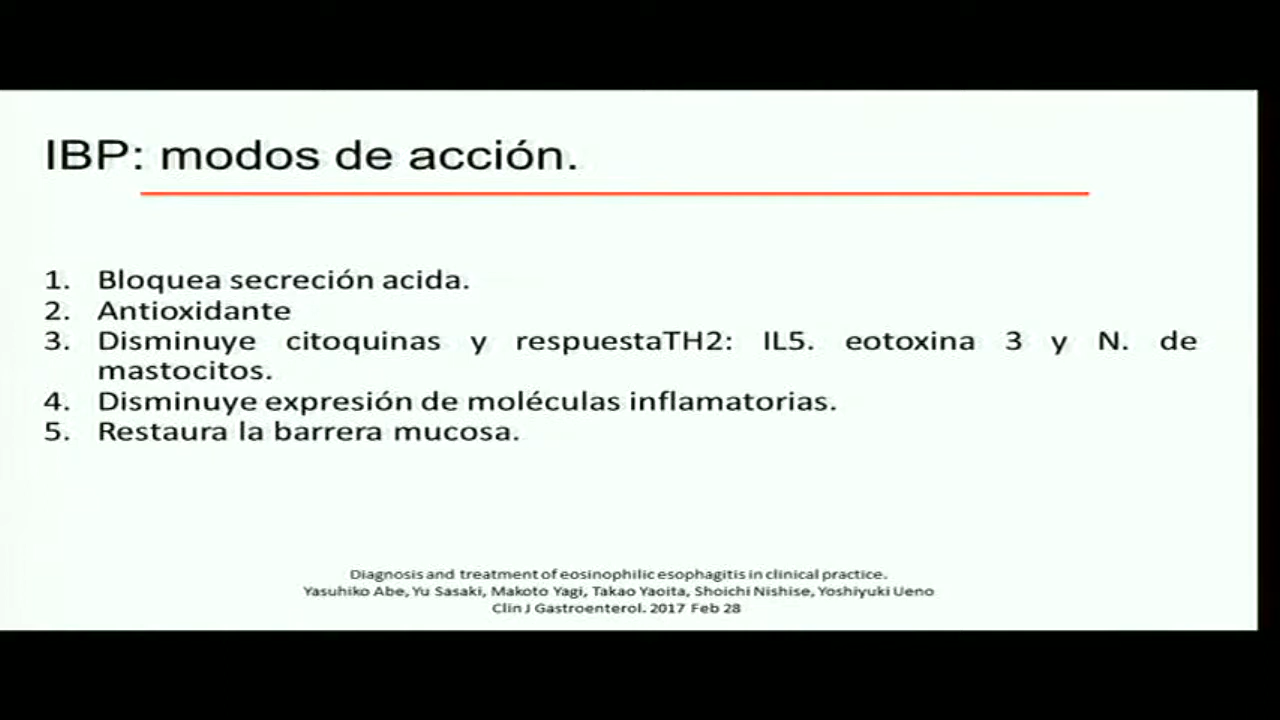 IBP: modos de acción.
1. Bloquea secreción acida.
2. Antioxidante
3. Disminuye citoquinas y respuestaTH2: IL5. eotoxina 3 y N. de
mastocitos.
4. Disminuye expresión de moléculas inflamatorias.
5. Restaura la barrera mucosa.
Diagnosis and treatment of eosinophilic esophagitis in clinical practice.
Yasuhiko Abe, Yu Sasaki, Makoto Yagi, Takao Yaoita, Shoichi Nishise, Yoshiyuki Ueno
Clin J Gastroenterol. 2017 Feb 28